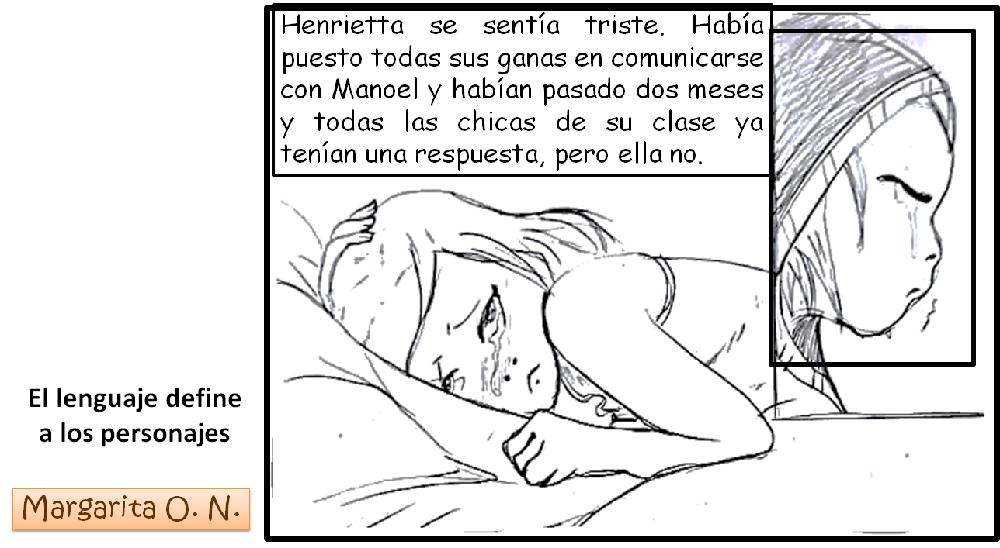 Henrietta se sentía triste. Había
puesto todas sus ganas en comunicarse
con Manoel y habían pasado dos meses
y todas las chicas de su clase ya
tenían una respuesta, pero ella no.
El lenguaje define
a los personajes
Margarita O. N.